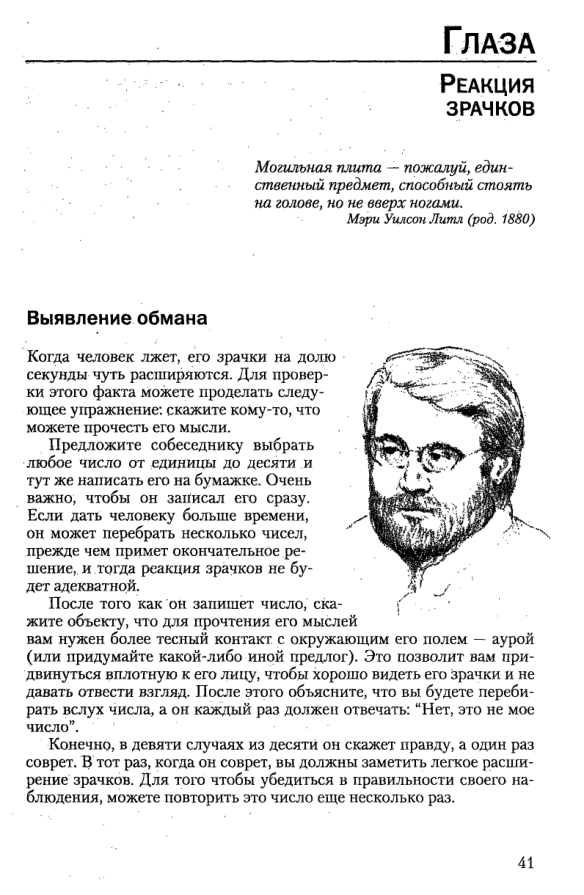 ГЛАЗА
РЕАКЦИЯ
ЗРАЧКОВ
Могильная плита — пожалуй, един-
ственный предмет, способный стоять
на голове, но не вверх ногами.
Мэри Уилсон Литл (род. 1880)
Выявление обмана
Когда человек лжет, его зрачки на долю
секунды чуть расширяются. Для провер-
ки этого факта можете проделать следу-
ющее упражнение: скажите кому-то, что
можете прочесть его мысли.
Предложите собеседнику выбрать
любое число от единицы до десяти и
тут же написать его на бумажке. Очень
важно, чтобы он записал его сразу.
Если дать человеку больше времени,
он может перебрать несколько чисел,
прежде чем примет окончательное ре-
шение, и тогда реакция зрачков не бу-
дет адекватной.
После того как он запишет число, ска-
жите объекту, что для прочтения его мыслей
вам нужен более тесный контакт с окружающим его полем — аурой
(или придумайте какой-либо иной предлог). Это позволит вам при-
двинуться вплотную к его лицу, чтобы хорошо видеть его зрачки и не
давать отвести взгляд. После этого объясните, что вы будете переби-
рать вслух числа, а он каждый раз должен отвечать: “Нет, это не мое
число”.
Конечно, в девяти случаях из десяти он скажет правду, а один раз
соврет. В тот раз, когда он соврет, вы должны заметить легкое расши-
рение зрачков. Для того чтобы убедиться в правильности своего на-
блюдения, можете повторить это число еще несколько раз.
41